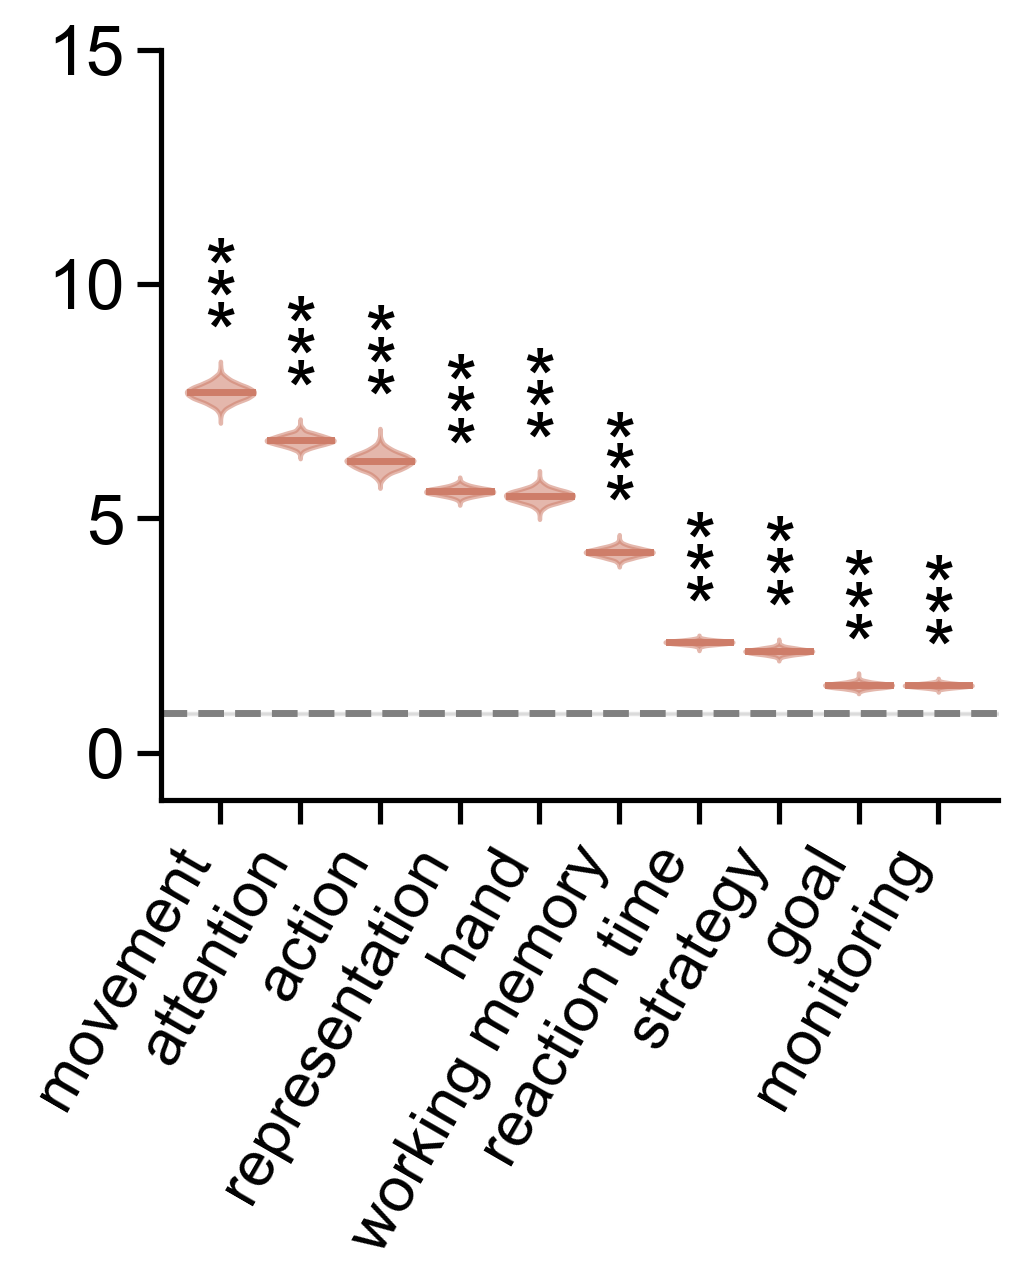 15
10
5
0
***
***
***
***
***
***
***
***
***
***
movement
attention
action
representation
hand
working memory
reaction time
strategy
goal
monitoring